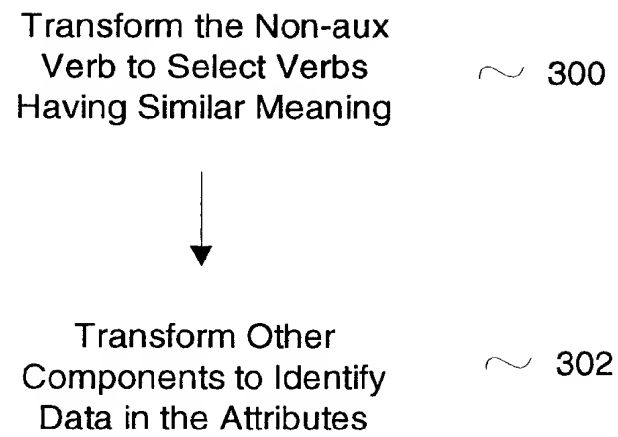 Transform the Non-aux
Verb to Select Verbs
Having Similar Meaning
300
Transform Other
Components to Identify
Data in the Attributes
302